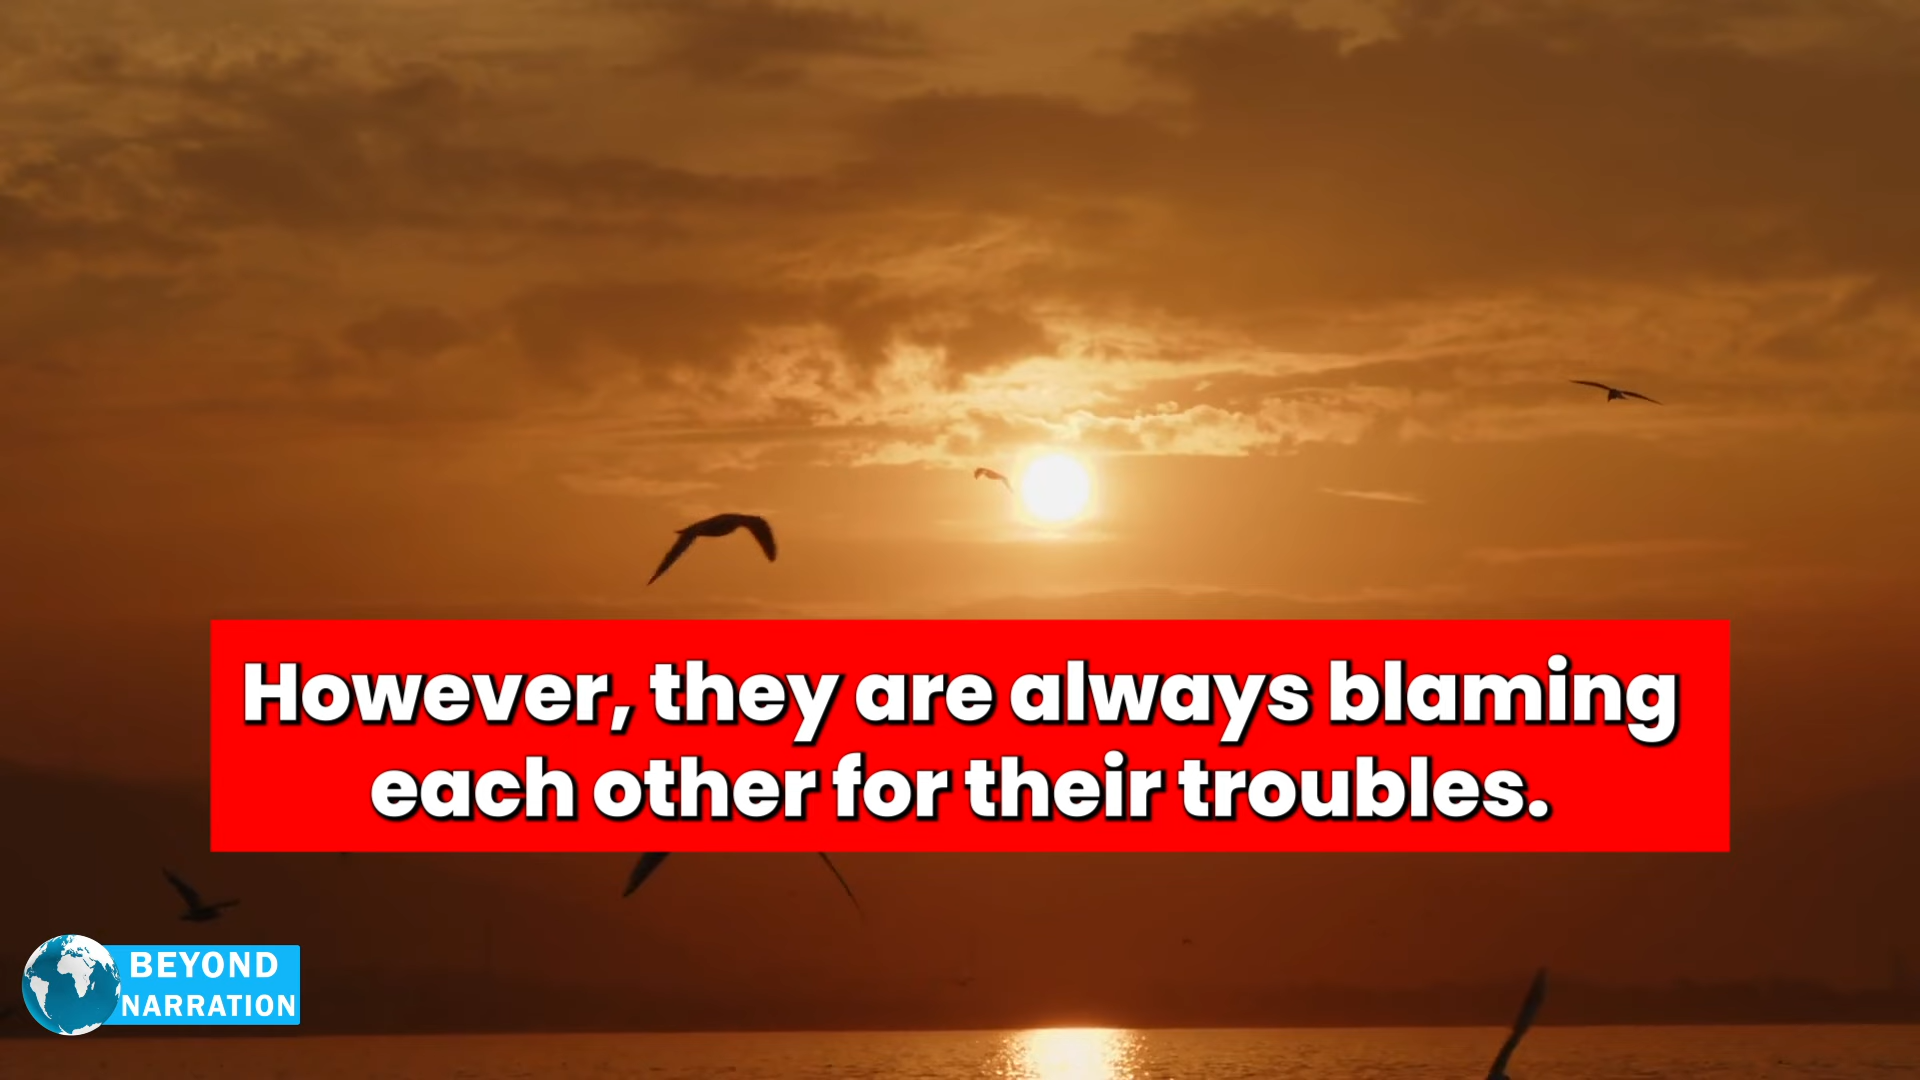 However, they are always blaming
each other for their troubles.
BEYOND
NARRATION